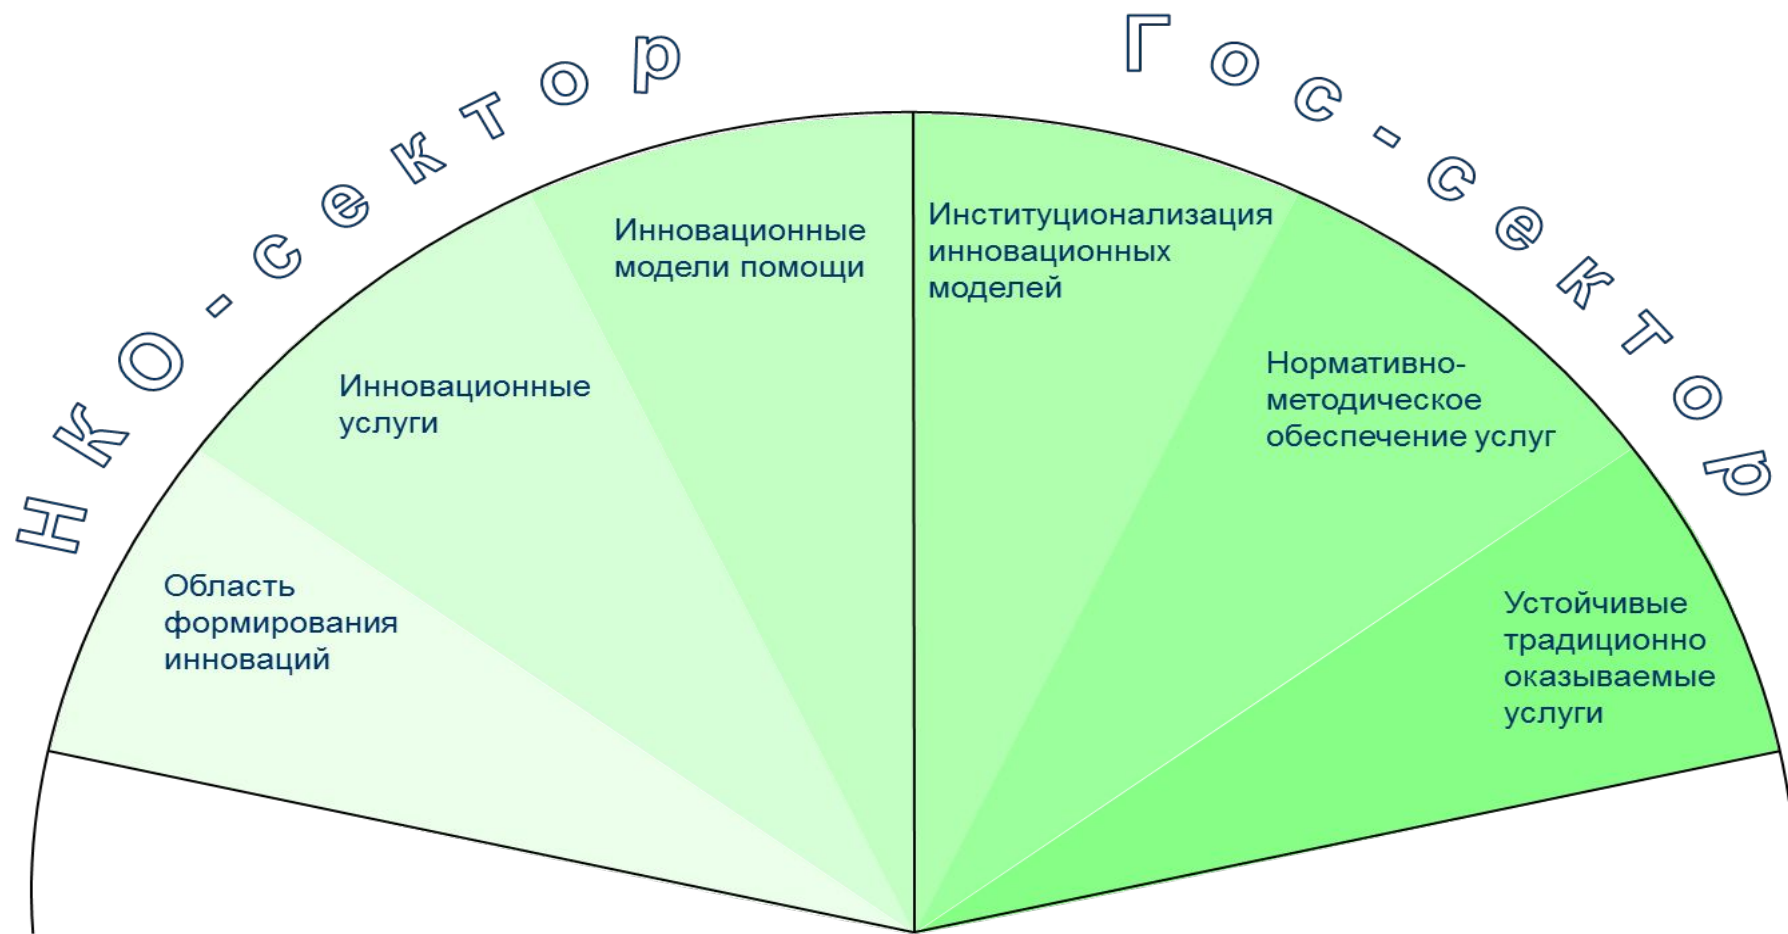 НКО-сектор
Гос-сектор
Инновационные
модели помощи
Институционализация
инновационных
моделей
Инновационные
услуги
Нормативно-
методическое
обеспечение услуг
Область
формирования
инноваций
Устойчивые
традиционно
оказываемые
услуги